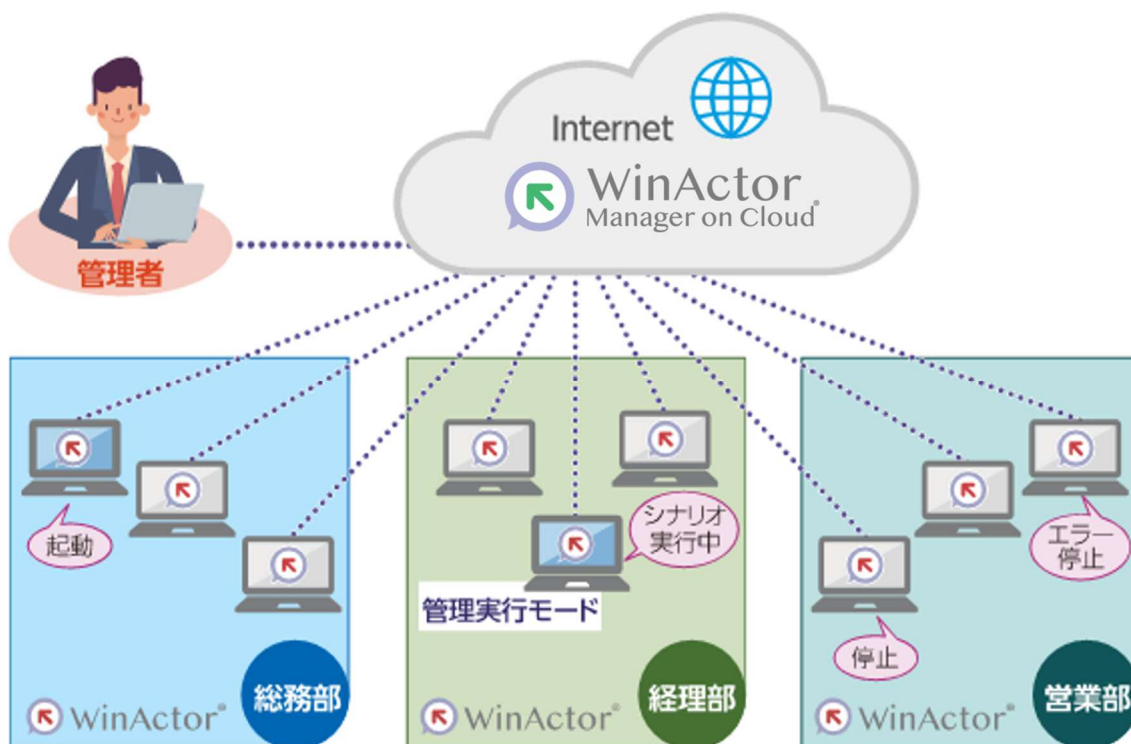 Internet
WinActor®
Manager on Cloud®
管理者
起動
シナリオ
実行中
エラー
停止
管理実行モード
停止
総務部
経理部
営業部
WinActor®
WinActor®
WinActor®